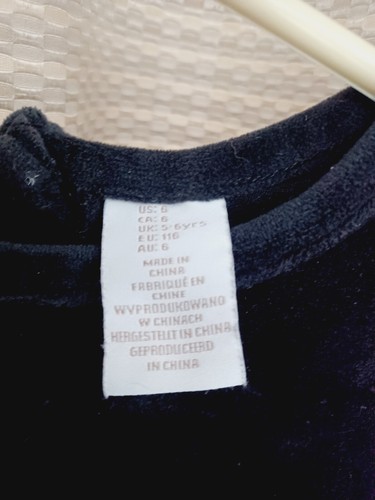 US: 6
CA: 6
UK: 5-6yrs
EU: 116
AU: 6
MADE IN
CHINA
FABRIQUÉ EN
CHINE
WYPRODUKOWANO
W CHINACH
HERGESTELLT IN CHINA
GEPRODUCEERD
IN CHINA